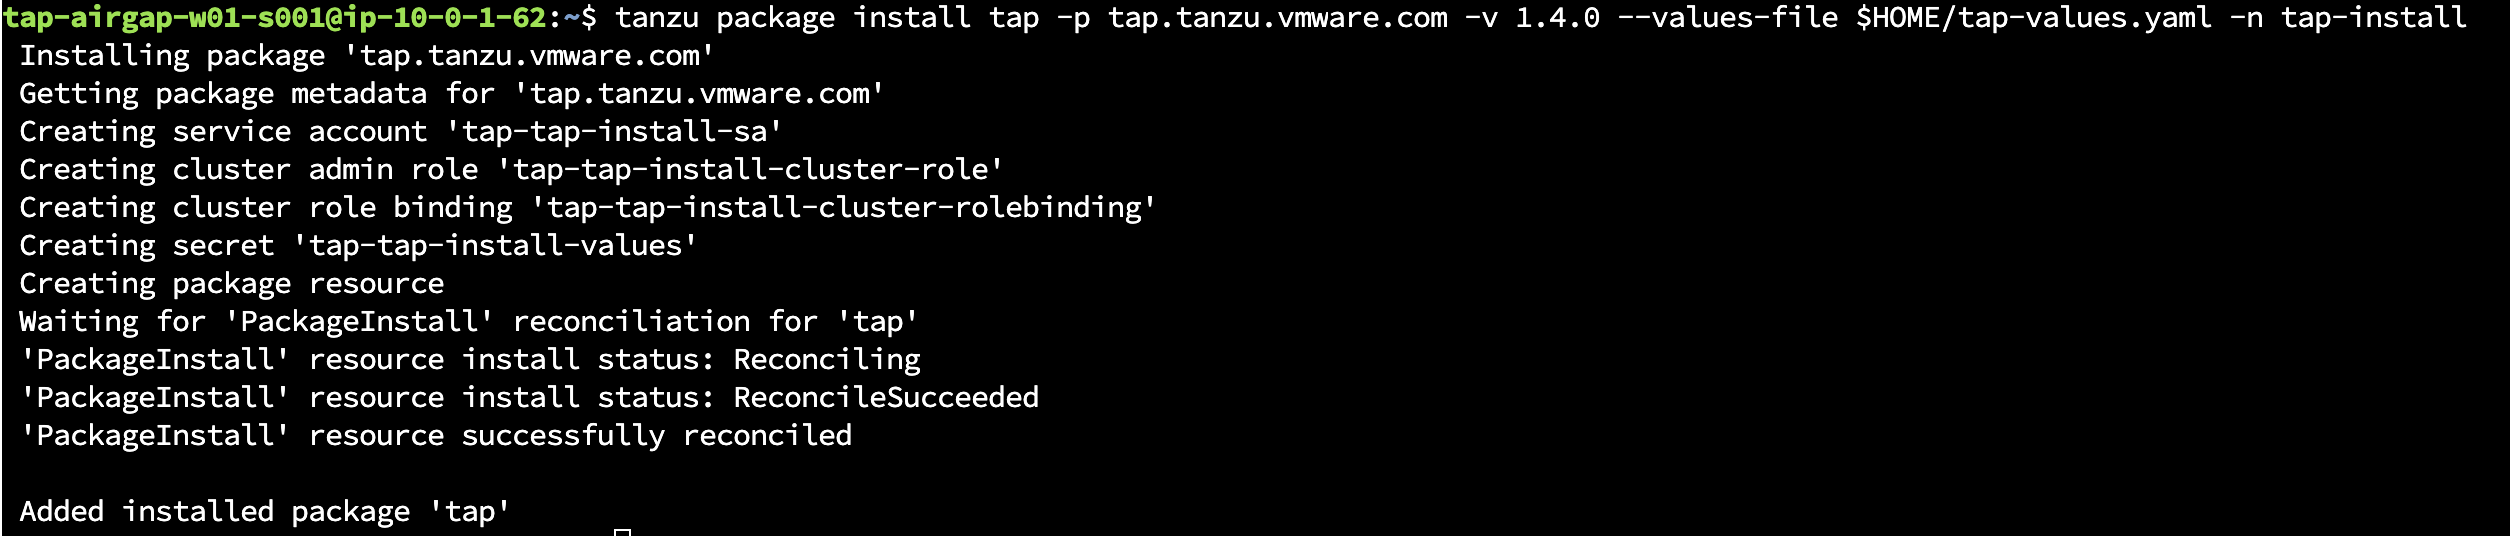 tap-airgap-w01-s001@ip-10-0-1-62:~$ tanzu package install tap -p tap.tanzu.vmware.com -v 1.4.0 --values-file $HOME/tap-values.yaml -n tap-install
Installing package 'tap.tanzu.vmware.com'
Getting package metadata for 'tap.tanzu.vmware.com'
Creating service account 'tap-tap-install-sa'
Creating cluster admin role 'tap-tap-install-cluster-role'
Creating cluster role binding 'tap-tap-install-cluster-rolebinding'
Creating secret 'tap-tap-install-values'
Creating package resource
Waiting for 'PackageInstall' reconciliation for 'tap'
'PackageInstall' resource install status: Reconciling
'PackageInstall' resource install status: ReconcileSucceeded
'PackageInstall' resource successfully reconciled
Added installed package 'tap'